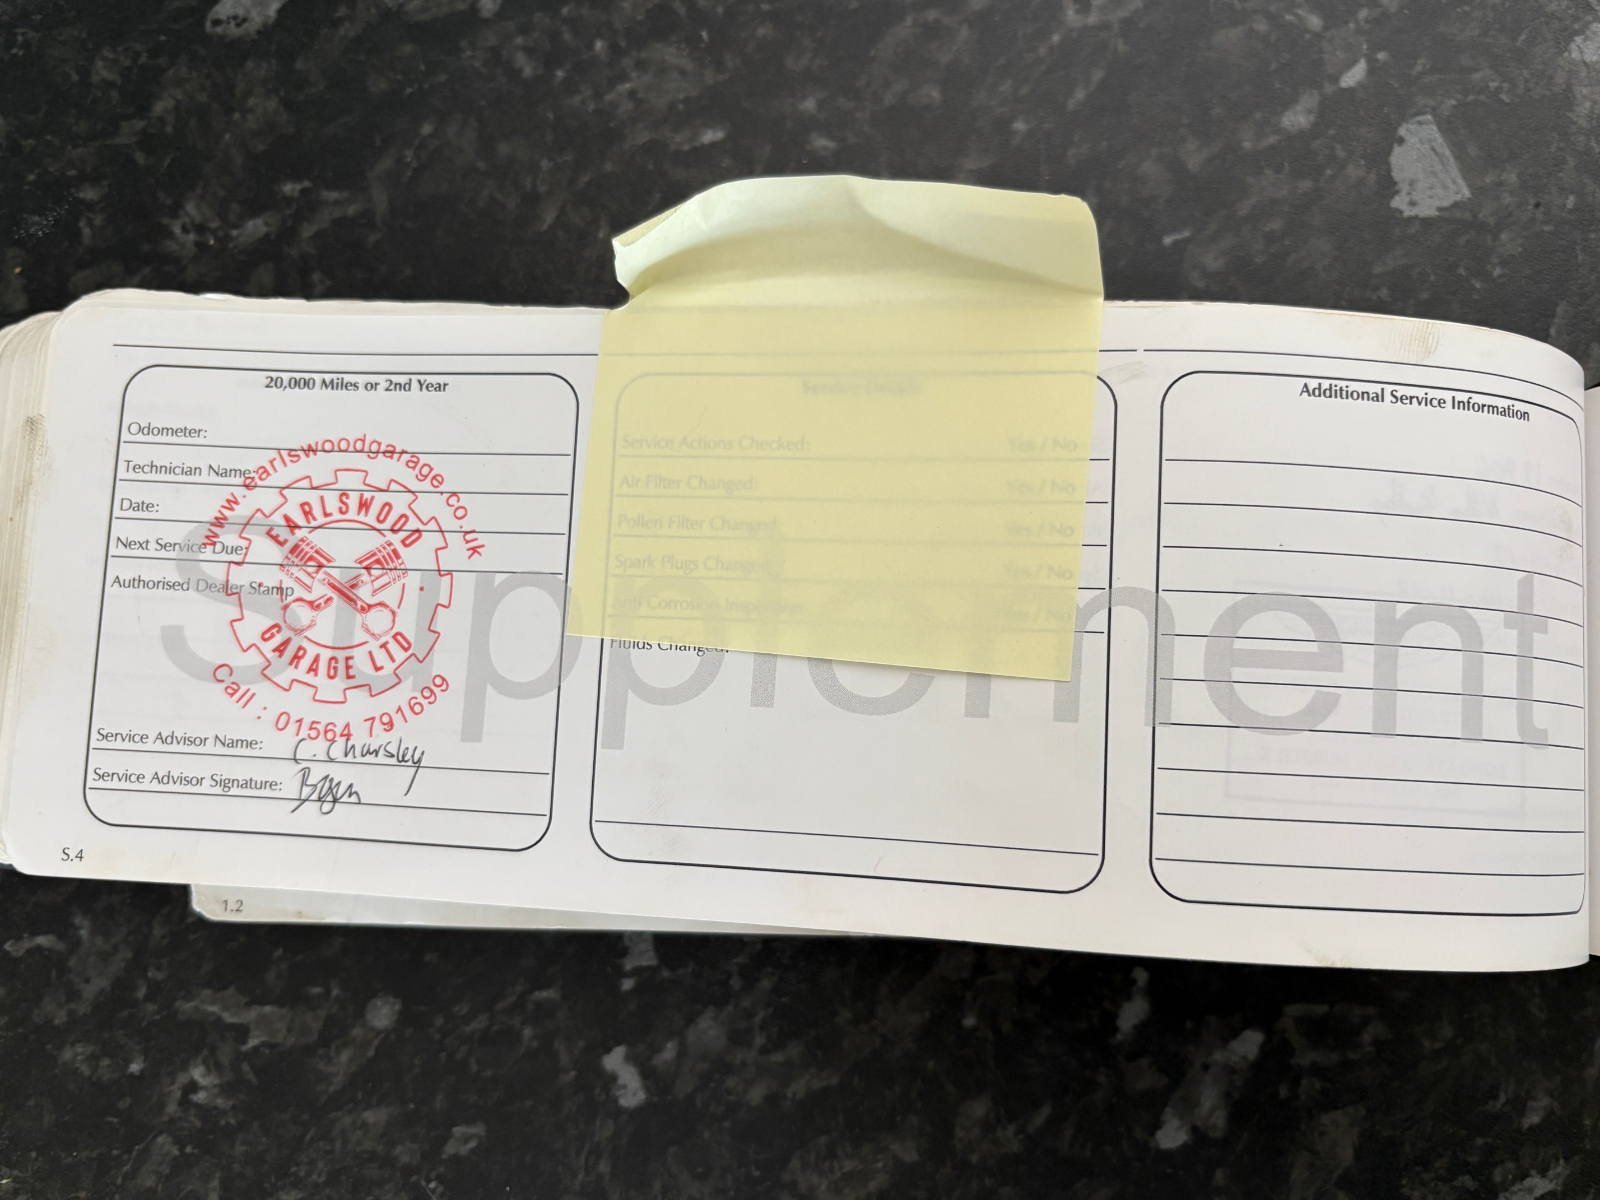 20,000 Miles or 2nd Year
Odometer:
Technician Name:
Date:
Next Service Due:
Authorised Dealer Stamp
www.earlswoodgarage.co.uk
EARLSWOOD
GARAGE LTD
Call : 01564 791699
Service Advisor Name: C. Charsley
Service Advisor Signature:
S.4
1.2
Service Details
Service Actions Checked: Yes / No
Air Filter Changed: Yes / No
Pollen Filter Changed: Yes / No
Spark Plugs Changed: Yes / No
Anti Corrosion Inspection Yes / No
Fluids Changed:
Additional Service Information
Supplement